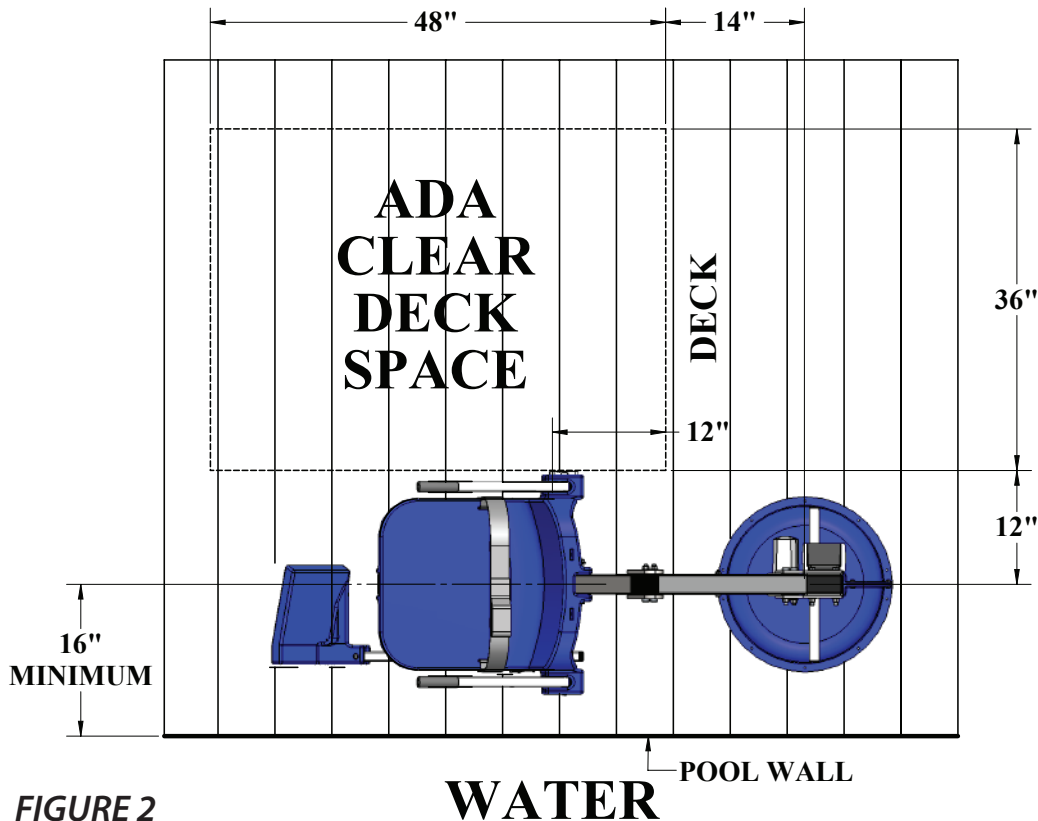 48"
14"
ADA
CLEAR
DECK
SPACE
DECK
36"
12"
12"
16"
MINIMUM
POOL WALL
WATER
FIGURE 2